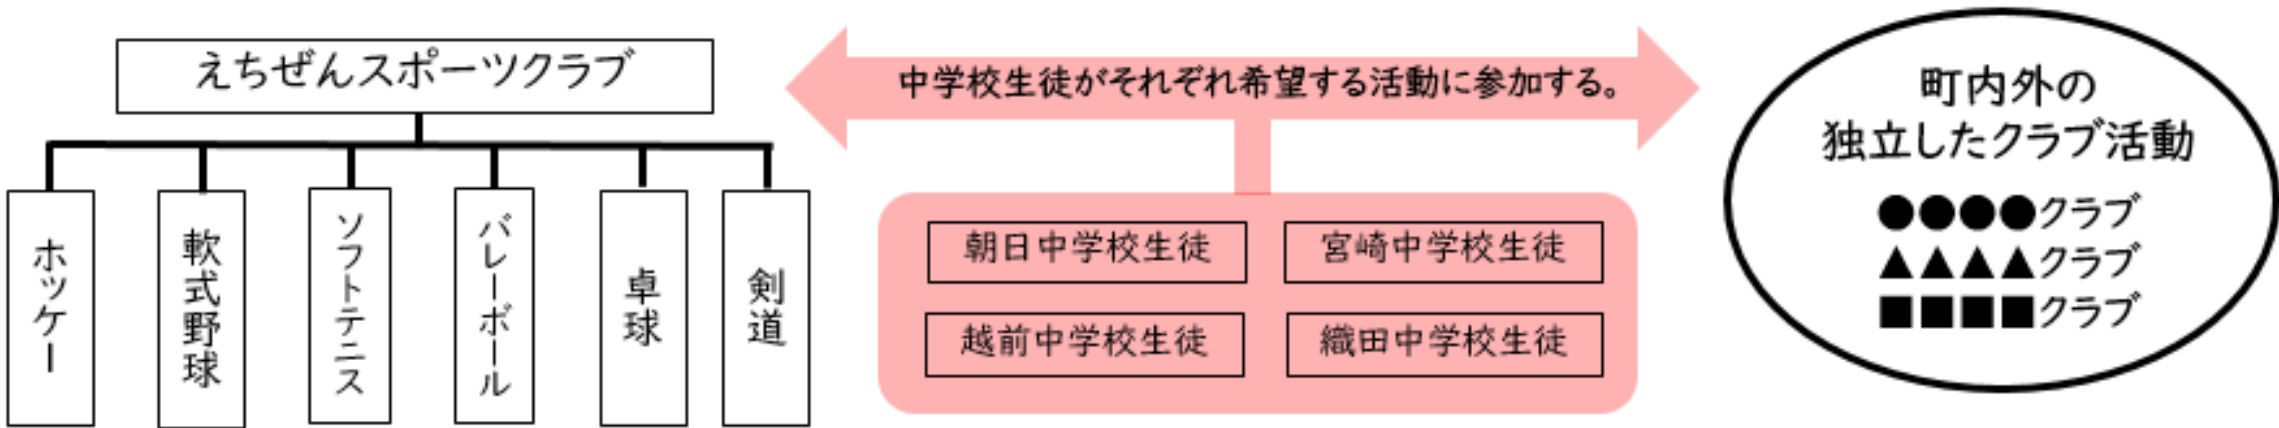 えちぜんスポーツクラブ
ホッケー
軟式野球
ソフトテニス
バレーボール
卓球
剣道
中学校生徒がそれぞれ希望する活動に参加する。
朝日中学校生徒
宮崎中学校生徒
越前中学校生徒
織田中学校生徒
町内外の
独立したクラブ活動
●●●●クラブ
▲▲▲▲クラブ
■■■■クラブ